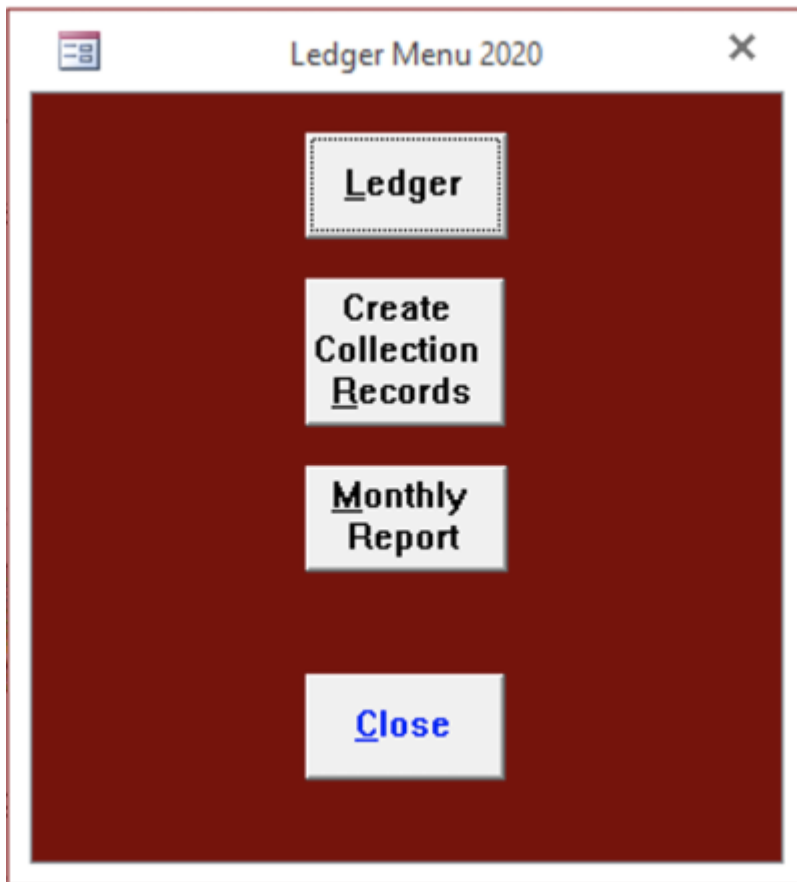 Ledger Menu 2020
Ledger
Create
Collection
Records
Monthly
Report
Close